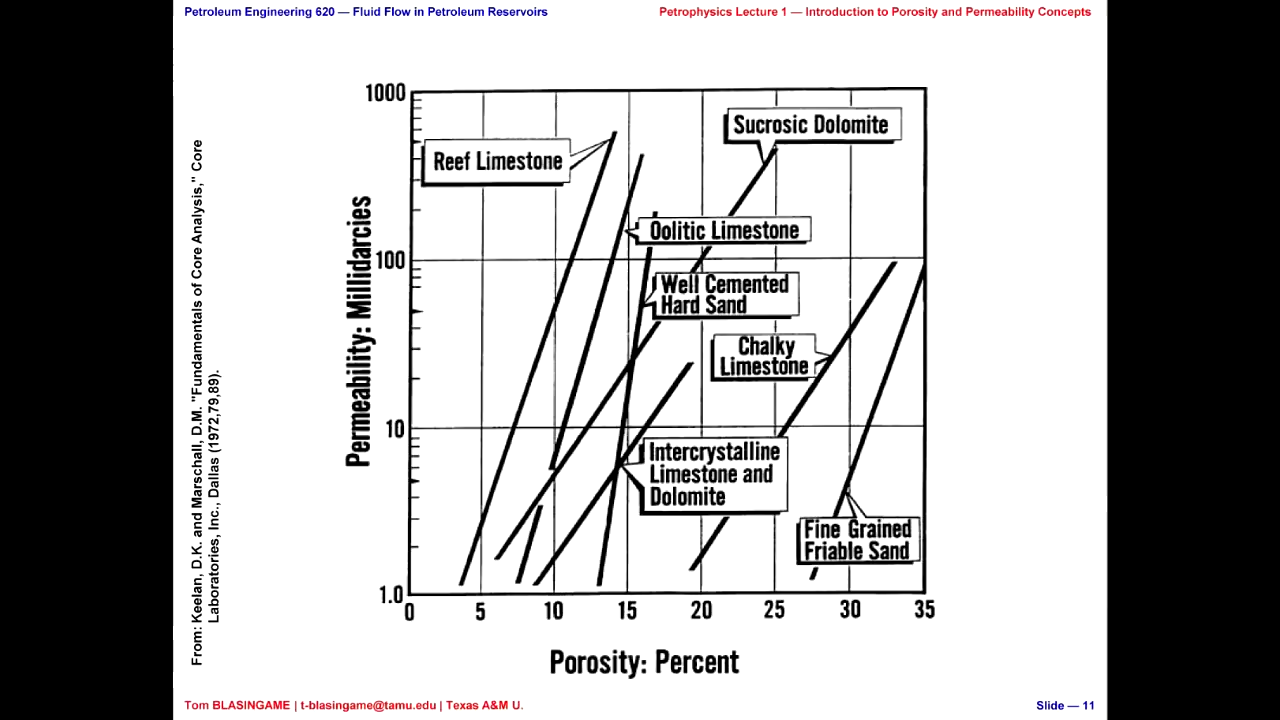 Petroleum Engineering 620 — Fluid Flow in Petroleum Reservoirs
Petrophysics Lecture 1 — Introduction to Porosity and Permeability Concepts
From: Keelan, D.K. and Marschall, D.M. "Fundamentals of Core Analysis," Core
Laboratories, Inc., Dallas (1972,79,89).
Permeability: Millidarcies
1000
100
10
1.0
Reef Limestone
Sucrosic Dolomite
Oolitic Limestone
Well Cemented
Hard Sand
Chalky
Limestone
Intercrystalline
Limestone and
Dolomite
Fine Grained
Friable Sand
0 5 10 15 20 25 30 35
Porosity: Percent
Tom BLASINGAME | t-blasingame@tamu.edu | Texas A&M U.
Slide — 11